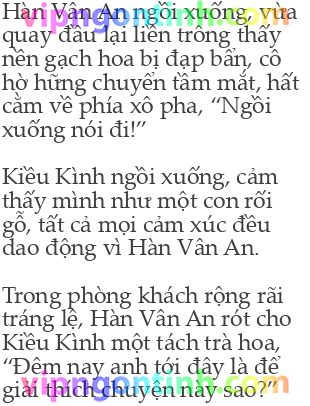 Hàn Vân An ngồi xuống, vừa
quay đầu lại liền trông thấy
nền gạch hoa bị đạp bẩn, cô
hờ hững chuyển tầm mắt, hất
cằm về phía xô pha, “Ngồi
xuống nói đi!”
Kiều Kình ngồi xuống, cảm
thấy mình như một con rối
gỗ, tất cả mọi cảm xúc đều
dao động vì Hàn Vân An.
Trong phòng khách rộng rãi
tráng lệ, Hàn Vân An rót cho
Kiều Kình một tách trà hoa,
“Đêm nay anh tới đây là để
giải thích chuyện này sao?”
vipngontinh.com
vipngontinh.com